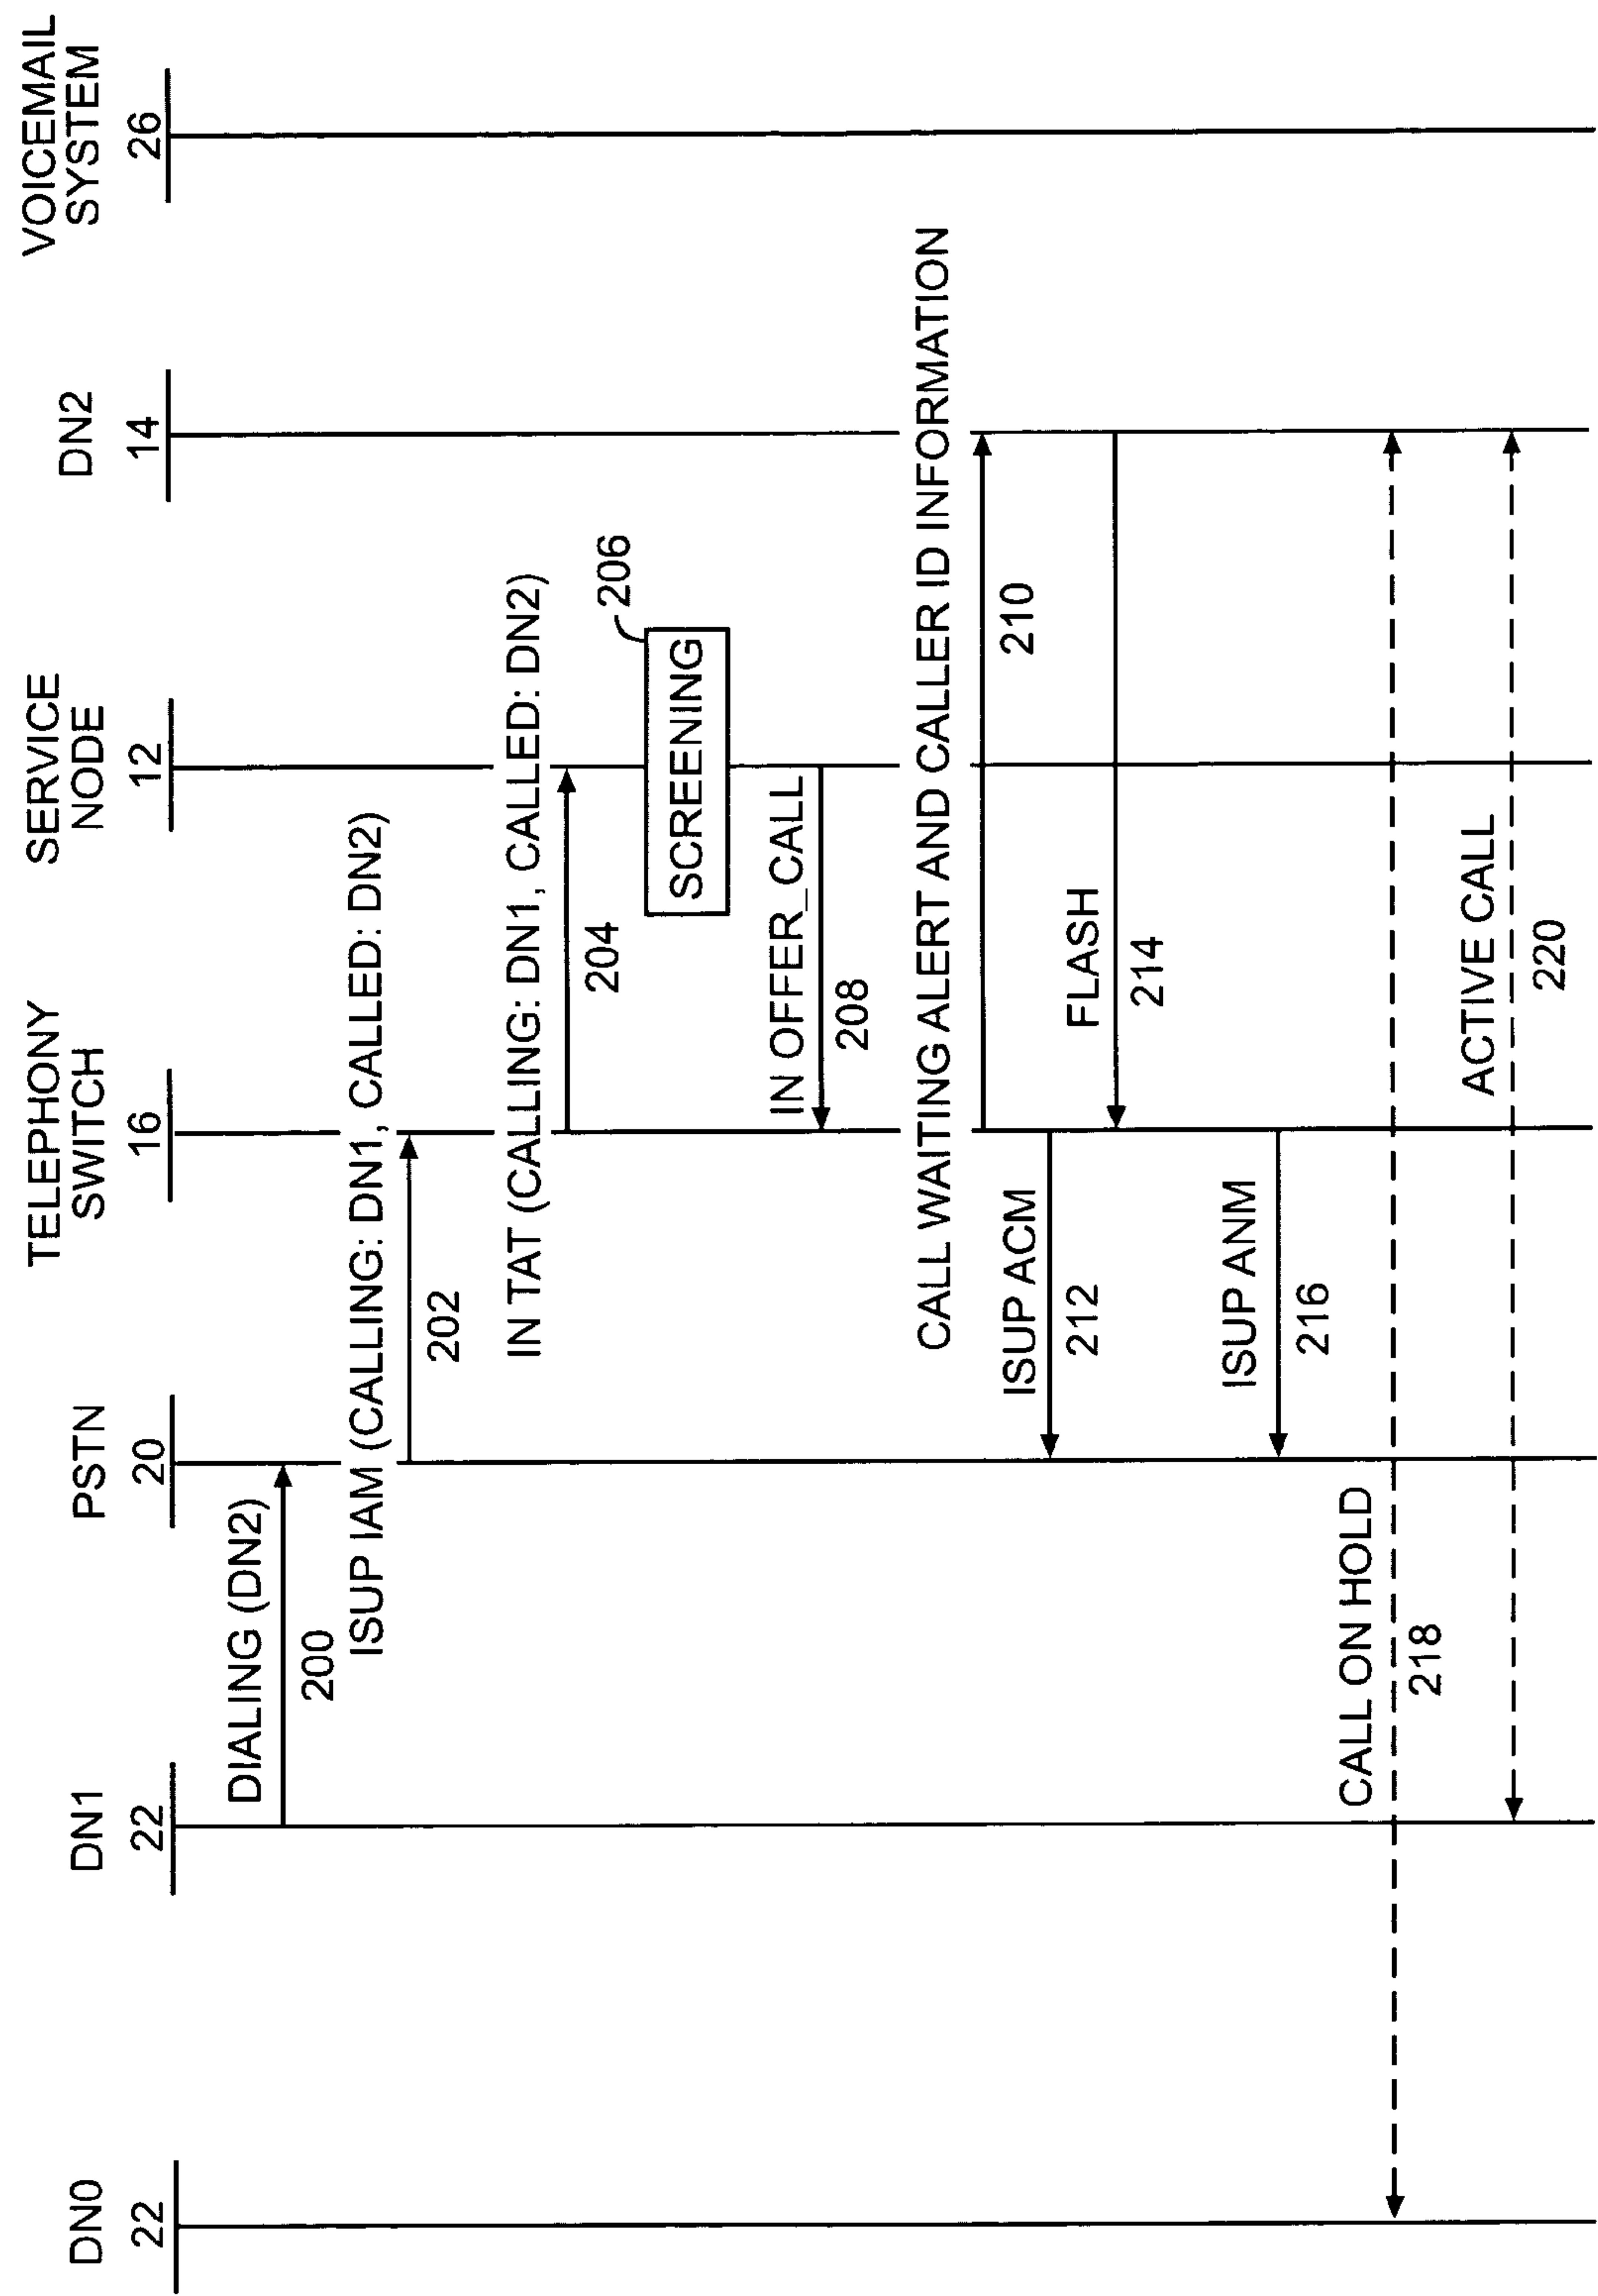 DN0
22
DN1
22
PSTN
20
TELEPHONY
SWITCH
16
SERVICE
NODE
12
DN2
14
VOICEMAIL
SYSTEM
26
DIALING (DN2)
200
ISUP IAM (CALLING: DN1, CALLED: DN2)
202
IN TAT (CALLING: DN1, CALLED: DN2)
204
SCREENING
206
IN OFFER_CALL
208
CALL WAITING ALERT AND CALLER ID INFORMATION
210
ISUP ACM
212
FLASH
214
ISUP ANM
216
CALL ON HOLD
218
ACTIVE CALL
220